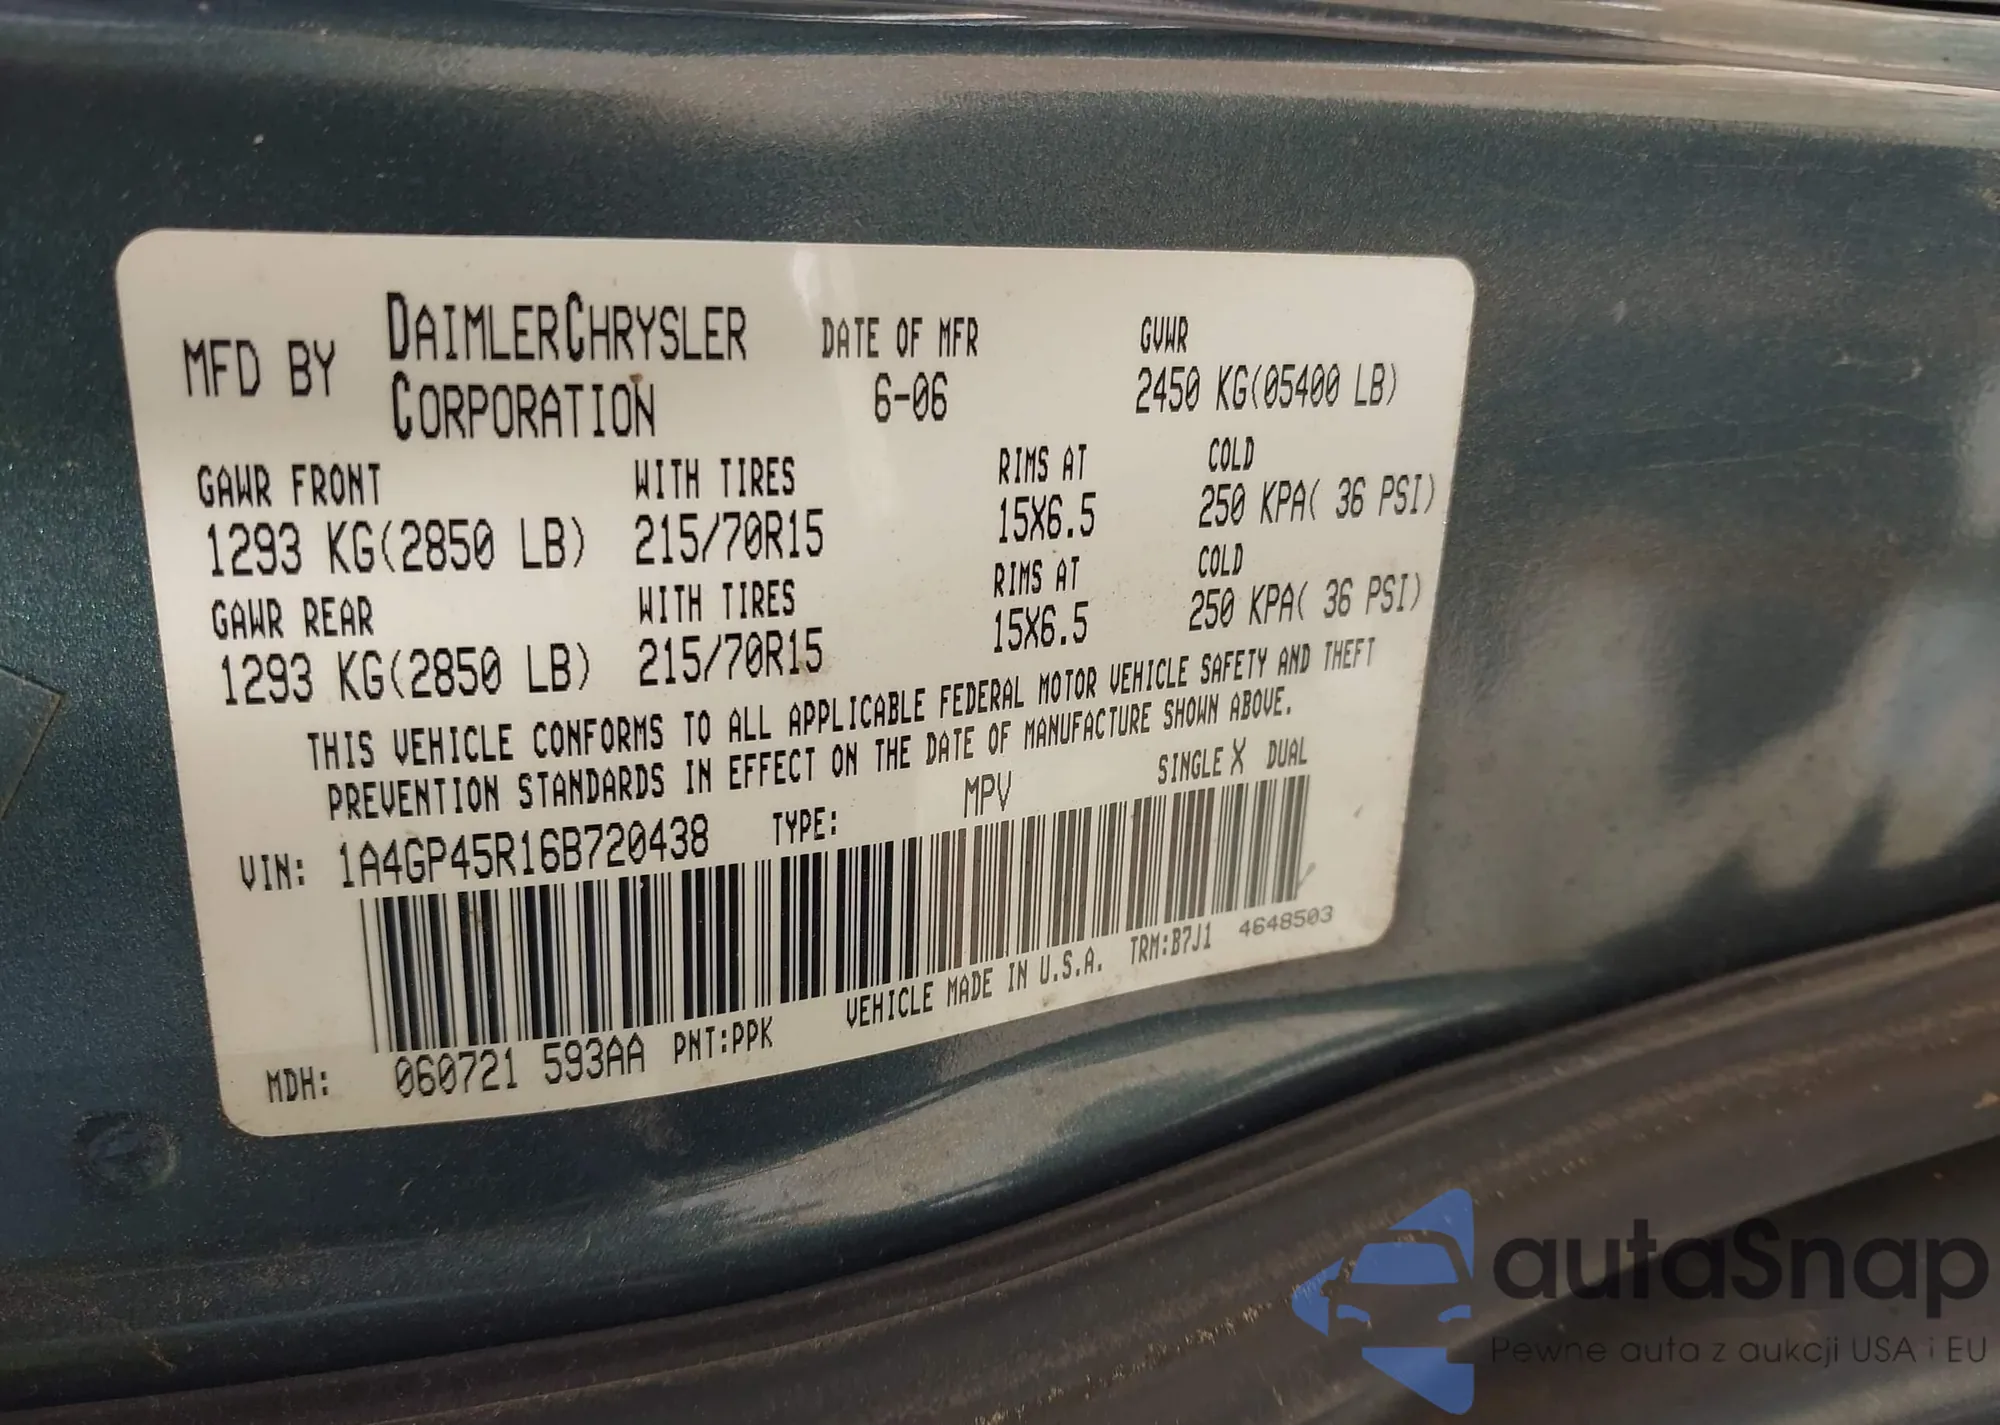 MFD BY DAIMLERCHRYSLER CORPORATION
DATE OF MFR
6-06
GVWR
2450 KG(05400 LB)
GAWR FRONT WITH TIRES RIMS AT COLD
1293 KG(2850 LB) 215/70R15 15X6.5 250 KPA( 36 PSI)
GAWR REAR WITH TIRES RIMS AT COLD
1293 KG(2850 LB) 215/70R15 15X6.5 250 KPA( 36 PSI)
THIS VEHICLE CONFORMS TO ALL APPLICABLE FEDERAL MOTOR VEHICLE SAFETY AND THEFT
PREVENTION STANDARDS IN EFFECT ON THE DATE OF MANUFACTURE SHOWN ABOVE.
VIN: 1A4GP45R16B720438 TYPE: MPV SINGLE X DUAL
MDH: 060721 593AA PNT:PPK VEHICLE MADE IN U.S.A. TRM:B7J1 4648503
autaSnap
Pewne auta z aukcji USA i EU